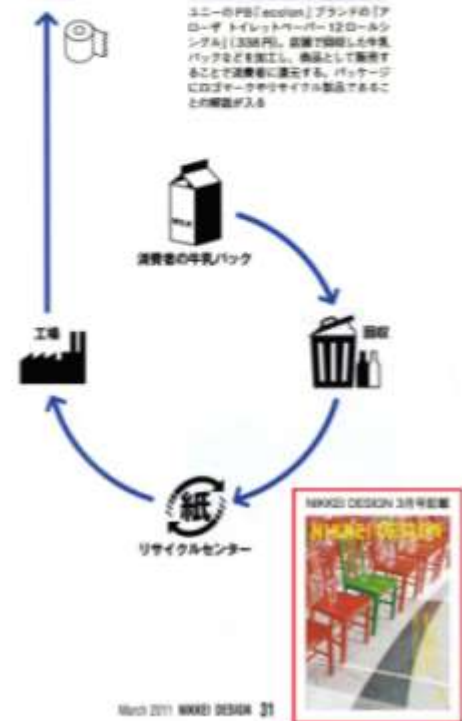 ユニーのPB「eco!on」ブランドの「ア
ローザ トイレットペーパー 12ロールシ
ングル」(338円)。店舗で回収した牛乳
パックなどを加工し、商品として販売す
ることで消費者に還元する。パッケージ
にロゴマークやリサイクル製品であるこ
との解説が入る
MILK
消費者の牛乳パック
工場
回収
紙
リサイクルセンター
NIKKEI DESIGN 3月号記載
NIKKEI DESIGN
March 2011 NIKKEI DESIGN 31